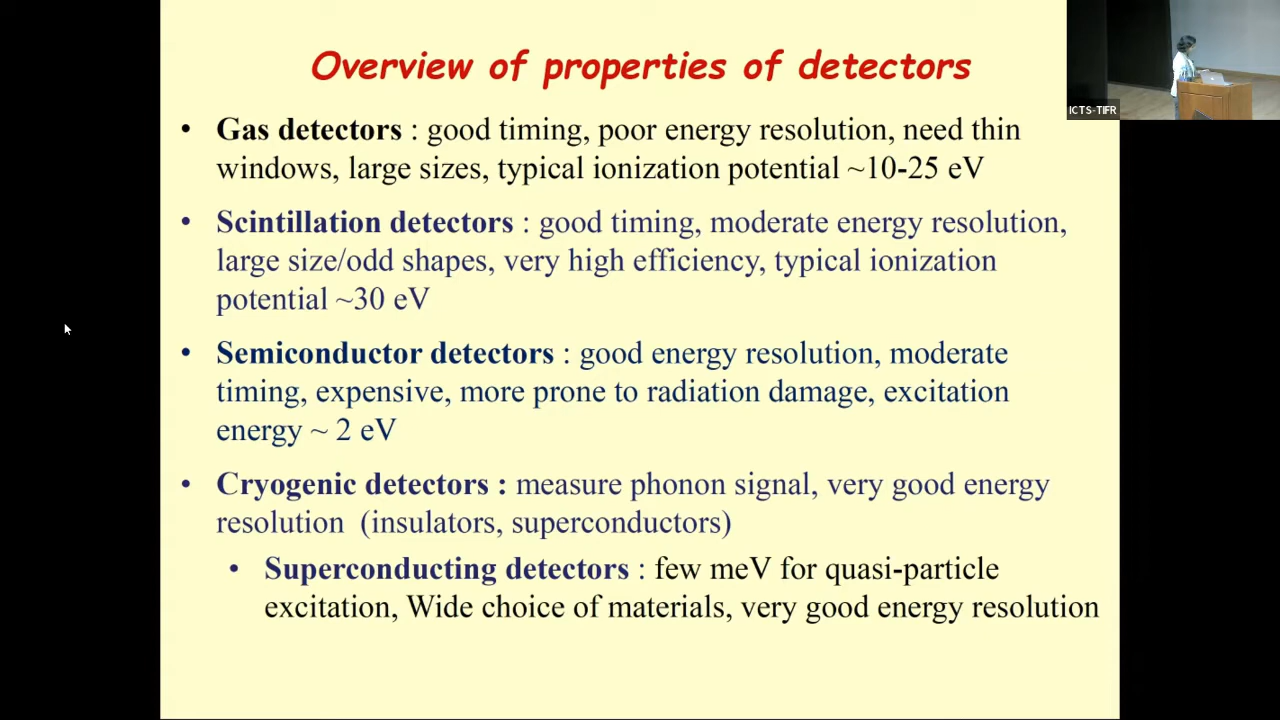 Overview of properties of detectors
ICTS-TIFR
• Gas detectors : good timing, poor energy resolution, need thin
windows, large sizes, typical ionization potential ~10-25 eV
• Scintillation detectors : good timing, moderate energy resolution,
large size/odd shapes, very high efficiency, typical ionization
potential ~30 eV
• Semiconductor detectors : good energy resolution, moderate
timing, expensive, more prone to radiation damage, excitation
energy ~ 2 eV
• Cryogenic detectors : measure phonon signal, very good energy
resolution (insulators, superconductors)
• Superconducting detectors : few meV for quasi-particle
excitation, Wide choice of materials, very good energy resolution